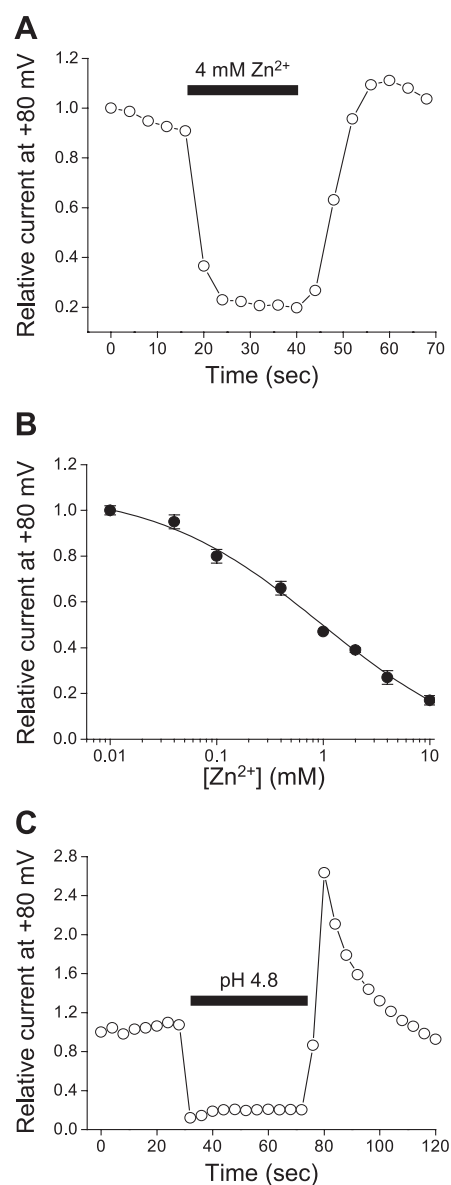 A
Relative current at +80 mV
1.2
1.0
0.8
0.6
0.4
0.2
4 mM Zn²⁺
0 10 20 30 40 50 60 70
Time (sec)
B
Relative current at +80 mV
1.2
1.0
0.8
0.6
0.4
0.2
0.0
0.01 0.1 1 10
[Zn²⁺] (mM)
C
Relative current at +80 mV
2.8
2.4
2.0
1.6
1.2
0.8
0.4
0.0
pH 4.8
0 20 40 60 80 100 120
Time (sec)